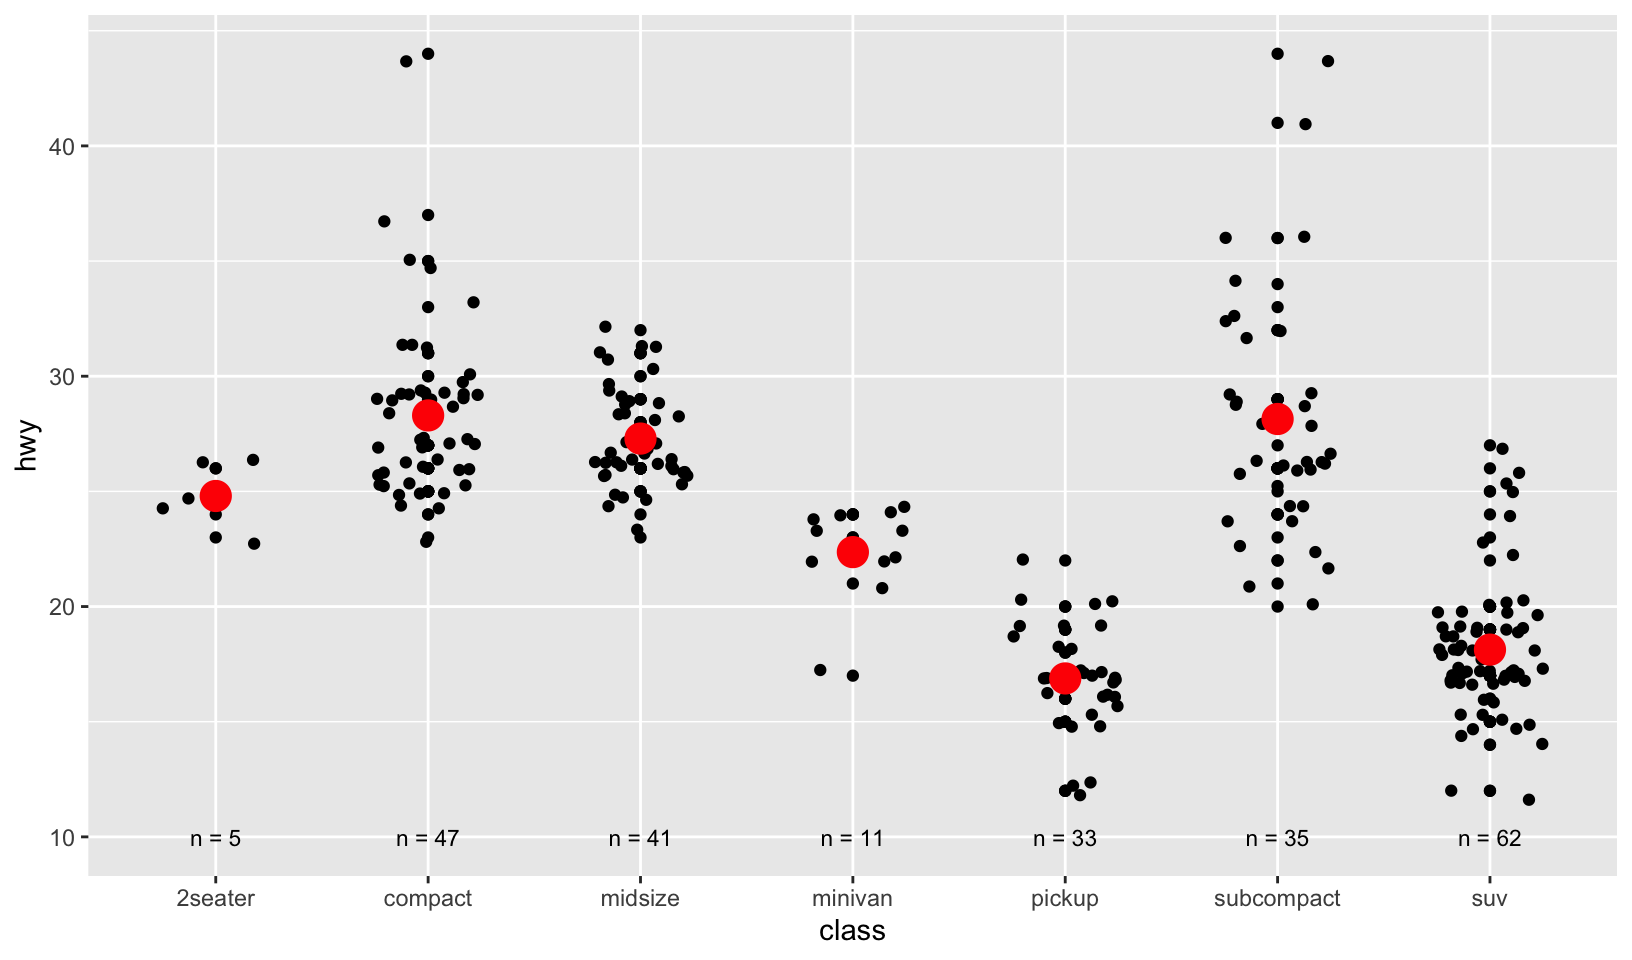 hwy
40
30
20
10
n = 5 n = 47 n = 41 n = 11 n = 33 n = 35 n = 62
2seater compact midsize minivan pickup subcompact suv
class